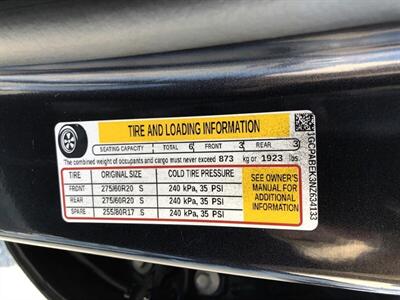 TIRE AND LOADING INFORMATION
SEATING CAPACITY TOTAL 6 FRONT 3 REAR 3
The combined weight of occupants and cargo must never exceed 873 kg or 1923 lbs
TIRE ORIGINAL SIZE COLD TIRE PRESSURE
FRONT 275/60R20 S 240 kPa, 35 PSI
REAR 275/60R20 S 240 kPa, 35 PSI
SPARE 255/80R17 S 240 kPa, 35 PSI
SEE OWNER'S
MANUAL FOR
ADDITIONAL
INFORMATION
1GCPABEK3NZ634133